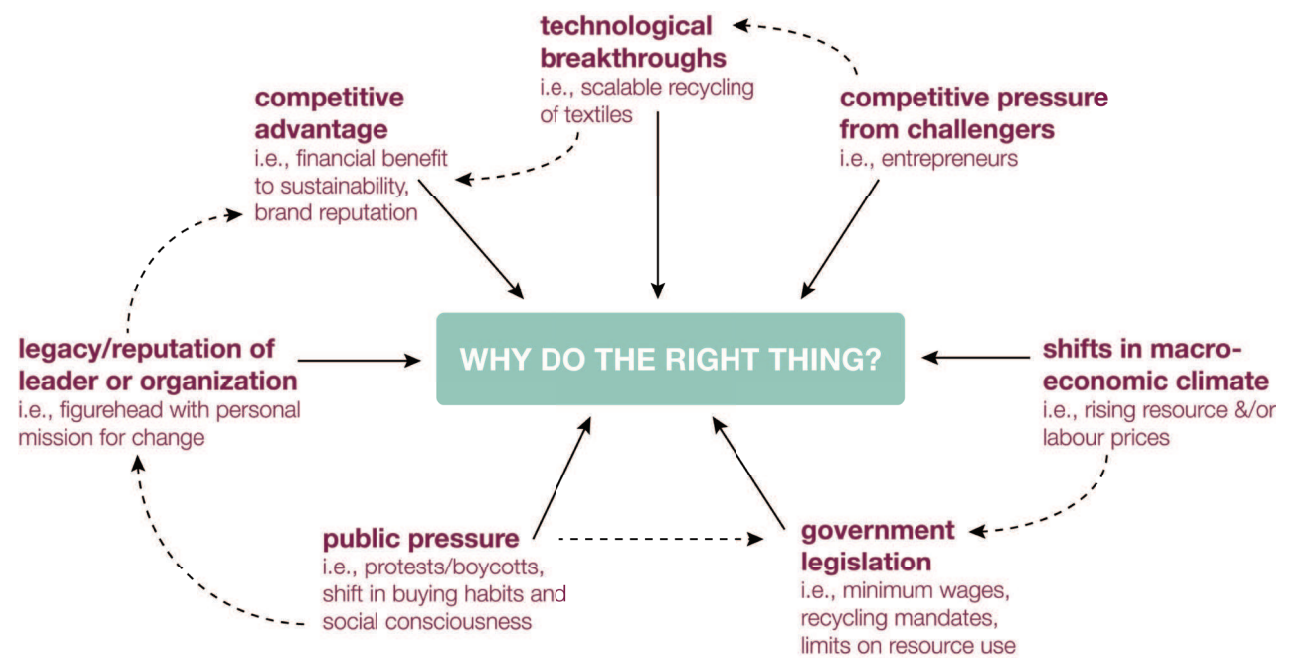 technological
breakthroughs
i.e., scalable recycling
of textiles
competitive
advantage
i.e., financial benefit
to sustainability,
brand reputation
competitive pressure
from challengers
i.e., entrepreneurs
legacy/reputation of
leader or organization
i.e., figurehead with personal
mission for change
WHY DO THE RIGHT THING?
shifts in macro-
economic climate
i.e., rising resource &/or
labour prices
public pressure
i.e., protests/boycotts,
shift in buying habits and
social consciousness
government
legislation
i.e., minimum wages,
recycling mandates,
limits on resource use